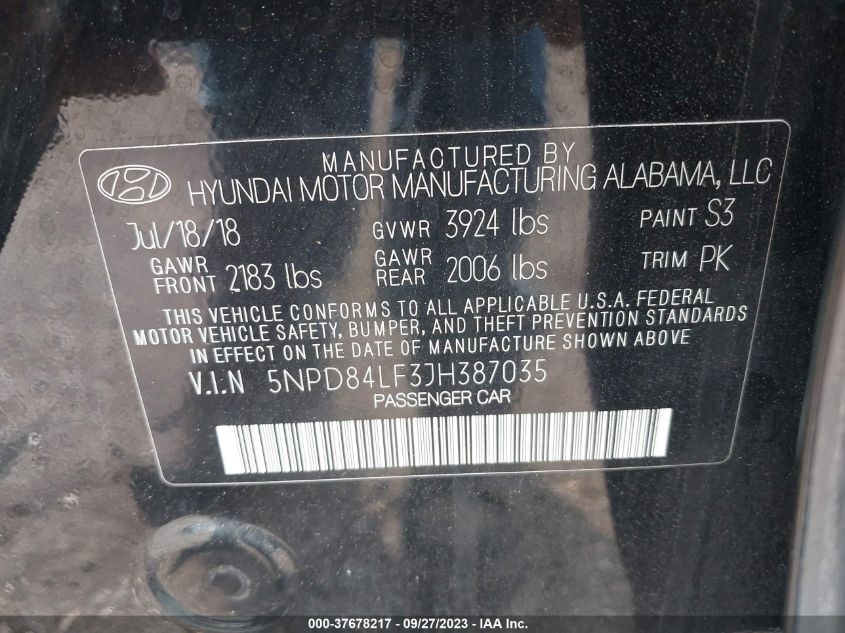 MANUFACTURED BY
HYUNDAI MOTOR MANUFACTURING ALABAMA, LLC
Jul/18/18 GVWR 3924 lbs PAINT S3
GAWR FRONT 2183 lbs GAWR REAR 2006 lbs TRIM PK
THIS VEHICLE CONFORMS TO ALL APPLICABLE U.S.A. FEDERAL
MOTOR VEHICLE SAFETY, BUMPER, AND THEFT PREVENTION STANDARDS
IN EFFECT ON THE DATE OF MANUFACTURE SHOWN ABOVE
V.I.N 5NPD84LF3JH387035
PASSENGER CAR
000-37678217 - 09/27/2023 - IAA, Inc.